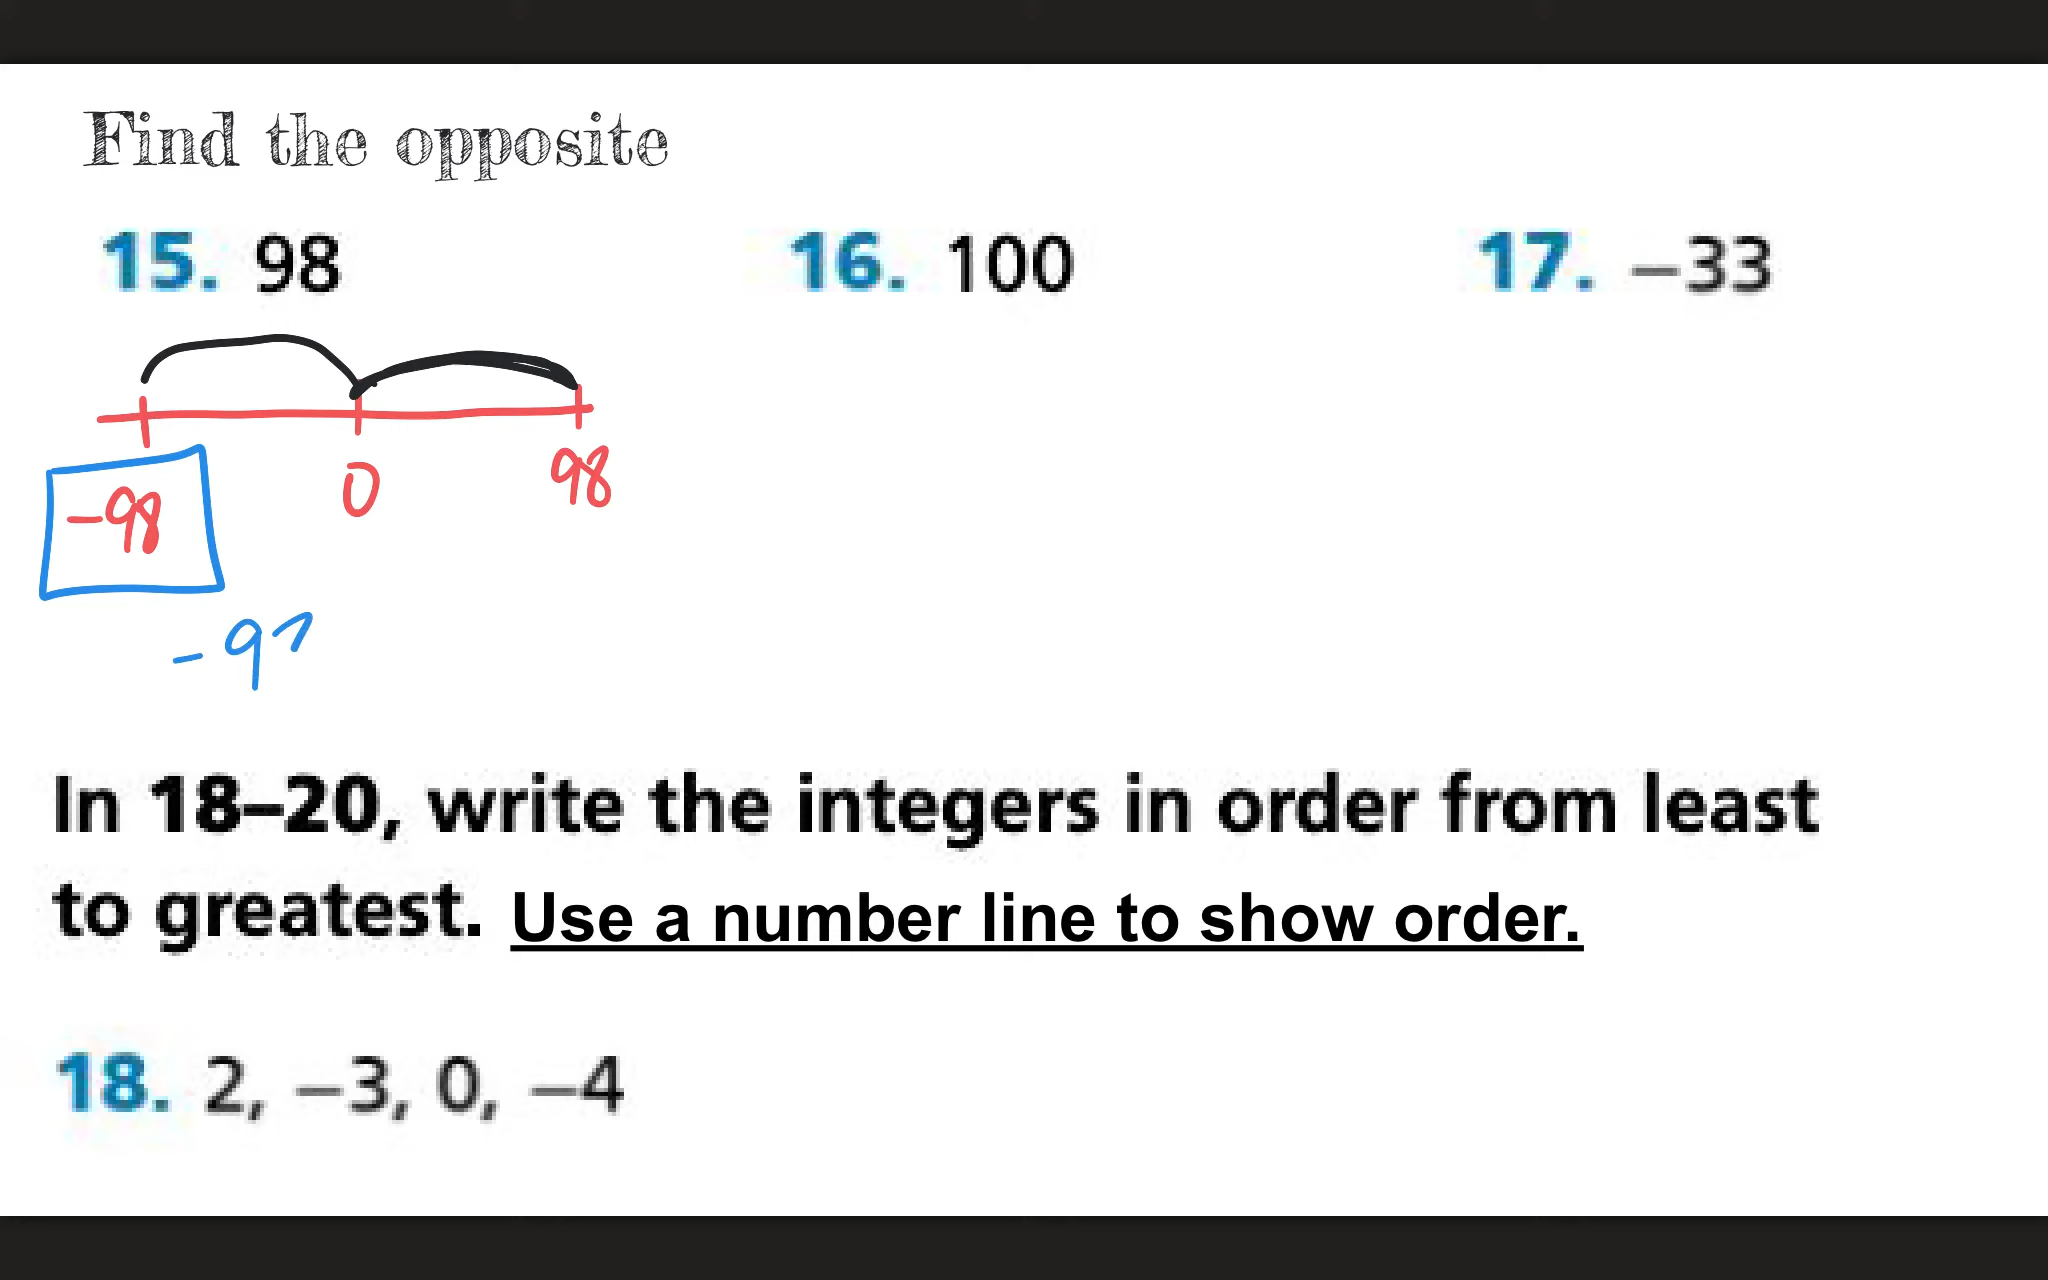 Find the opposite
15. 98 16. 100 17. −33
−98 0 98
In 18–20, write the integers in order from least
to greatest. Use a number line to show order.
18. 2, −3, 0, −4